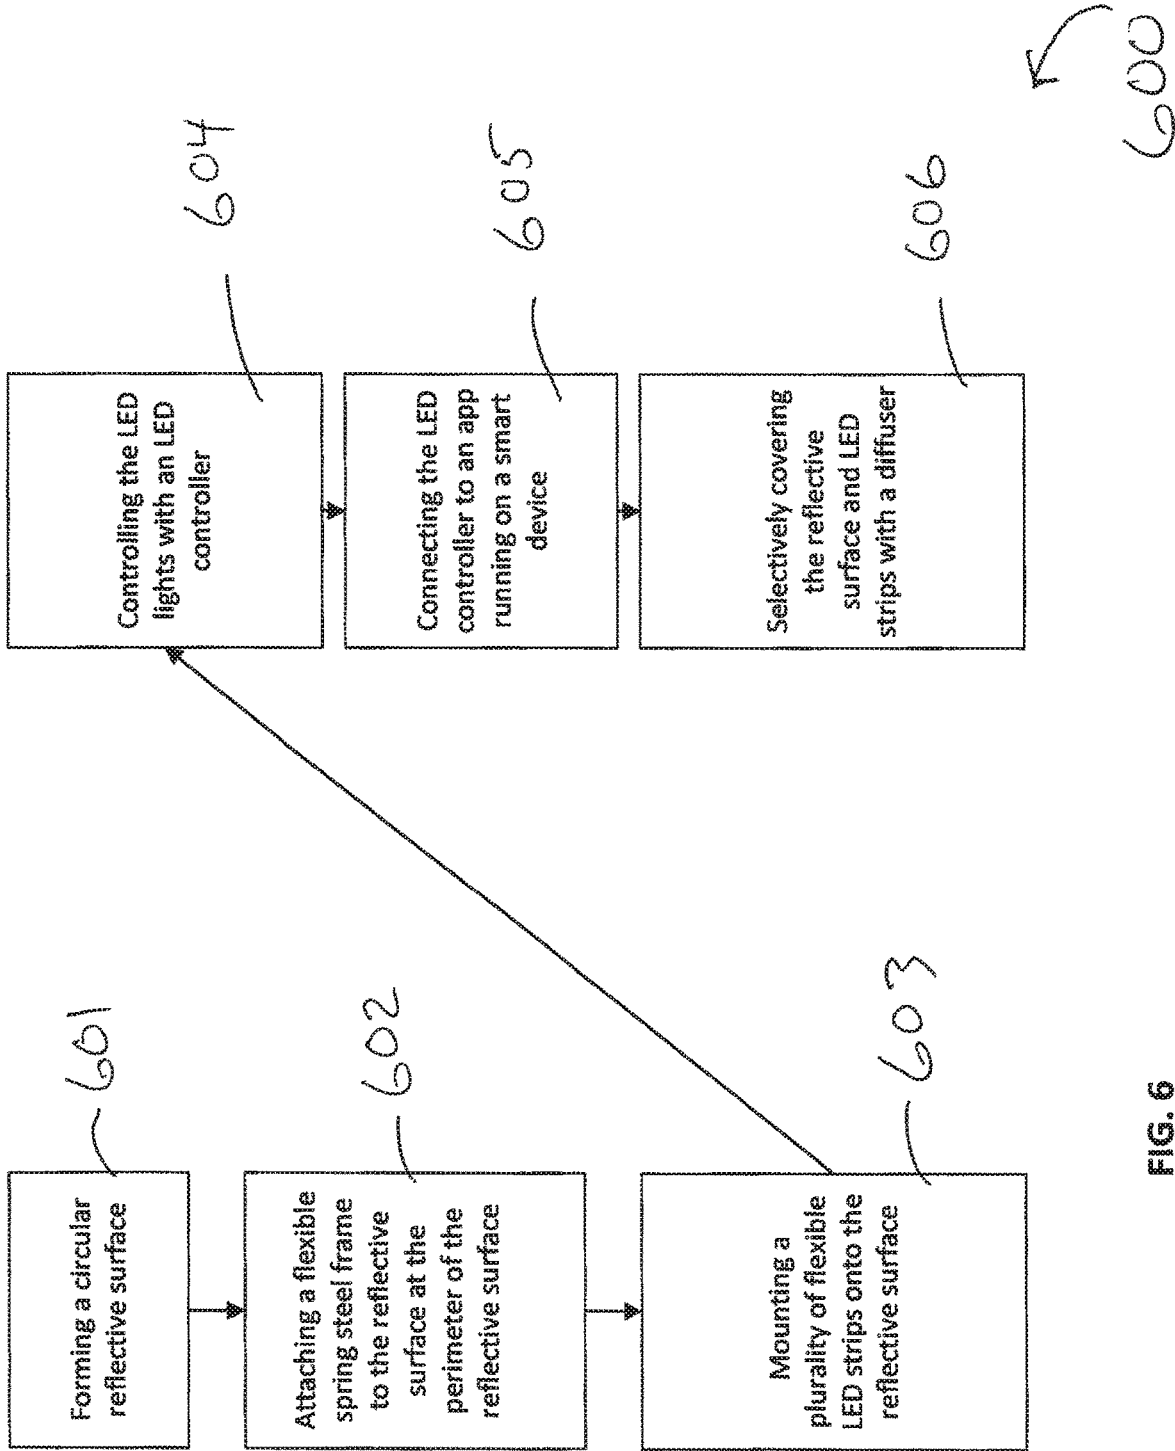 Forming a circular
reflective surface
601
Attaching a flexible
spring steel frame
to the reflective
surface at the
perimeter of the
reflective surface
602
Mounting a
plurality of flexible
LED strips onto the
reflective surface
603
Controlling the LED
lights with an LED
controller
604
Connecting the LED
controller to an app
running on a smart
device
605
Selectively covering
the reflective
surface and LED
strips with a diffuser
606
600
FIG. 6